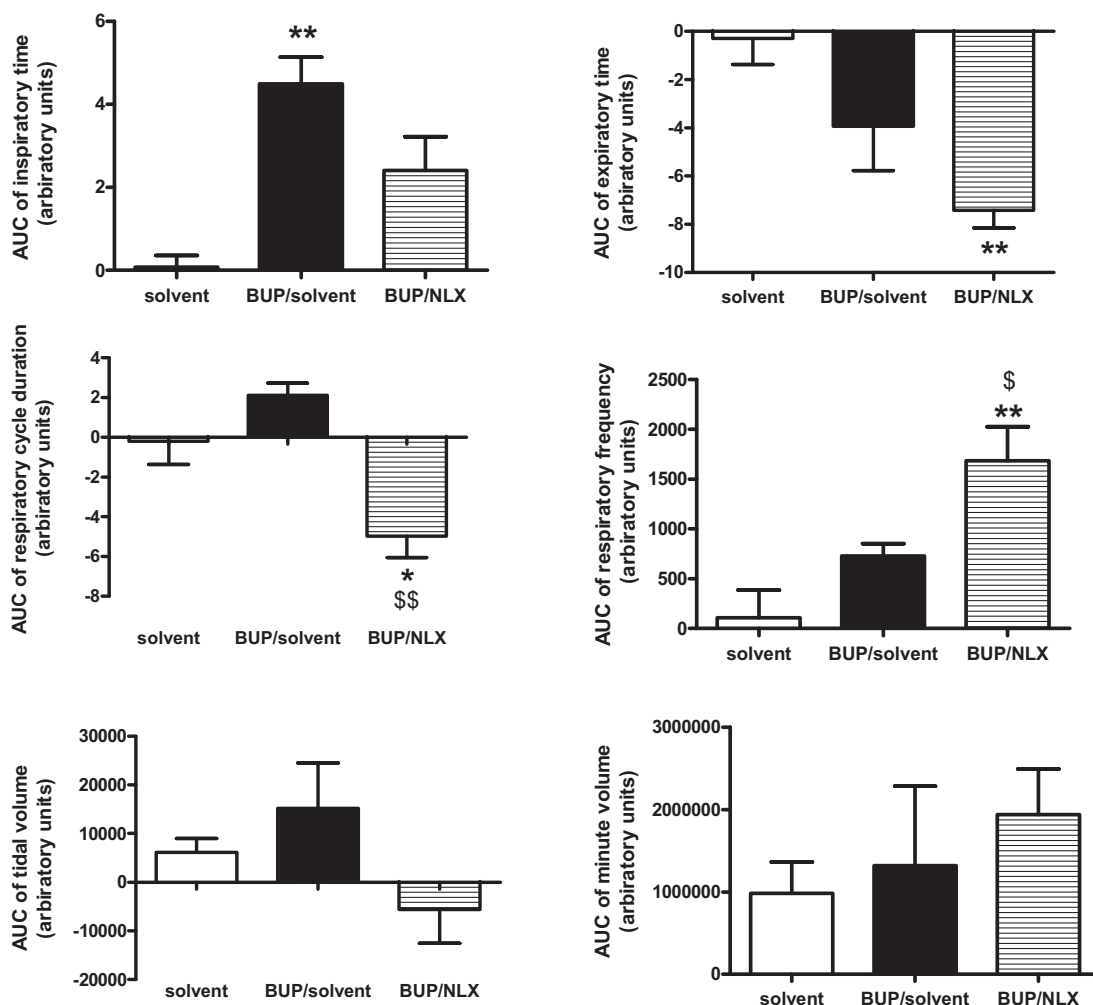 AUC of inspiratory time
(arbiratory units)
6
4
2
0
**
solvent
BUP/solvent
BUP/NLX
AUC of expiratory time
(arbiratory units)
0
-2
-4
-6
-8
-10
**
solvent
BUP/solvent
BUP/NLX
AUC of respiratory cycle duration
(arbiratory units)
4
2
0
-2
-4
-6
-8
*
$$
solvent
BUP/solvent
BUP/NLX
AUC of respiratory frequency
(arbiratory units)
2500
2000
1500
1000
500
0
$
**
solvent
BUP/solvent
BUP/NLX
AUC of tidal volume
(arbiratory units)
30000
20000
10000
0
-10000
-20000
solvent
BUP/solvent
BUP/NLX
AUC of minute volume
(arbiratory units)
3000000
2000000
1000000
0
solvent
BUP/solvent
BUP/NLX